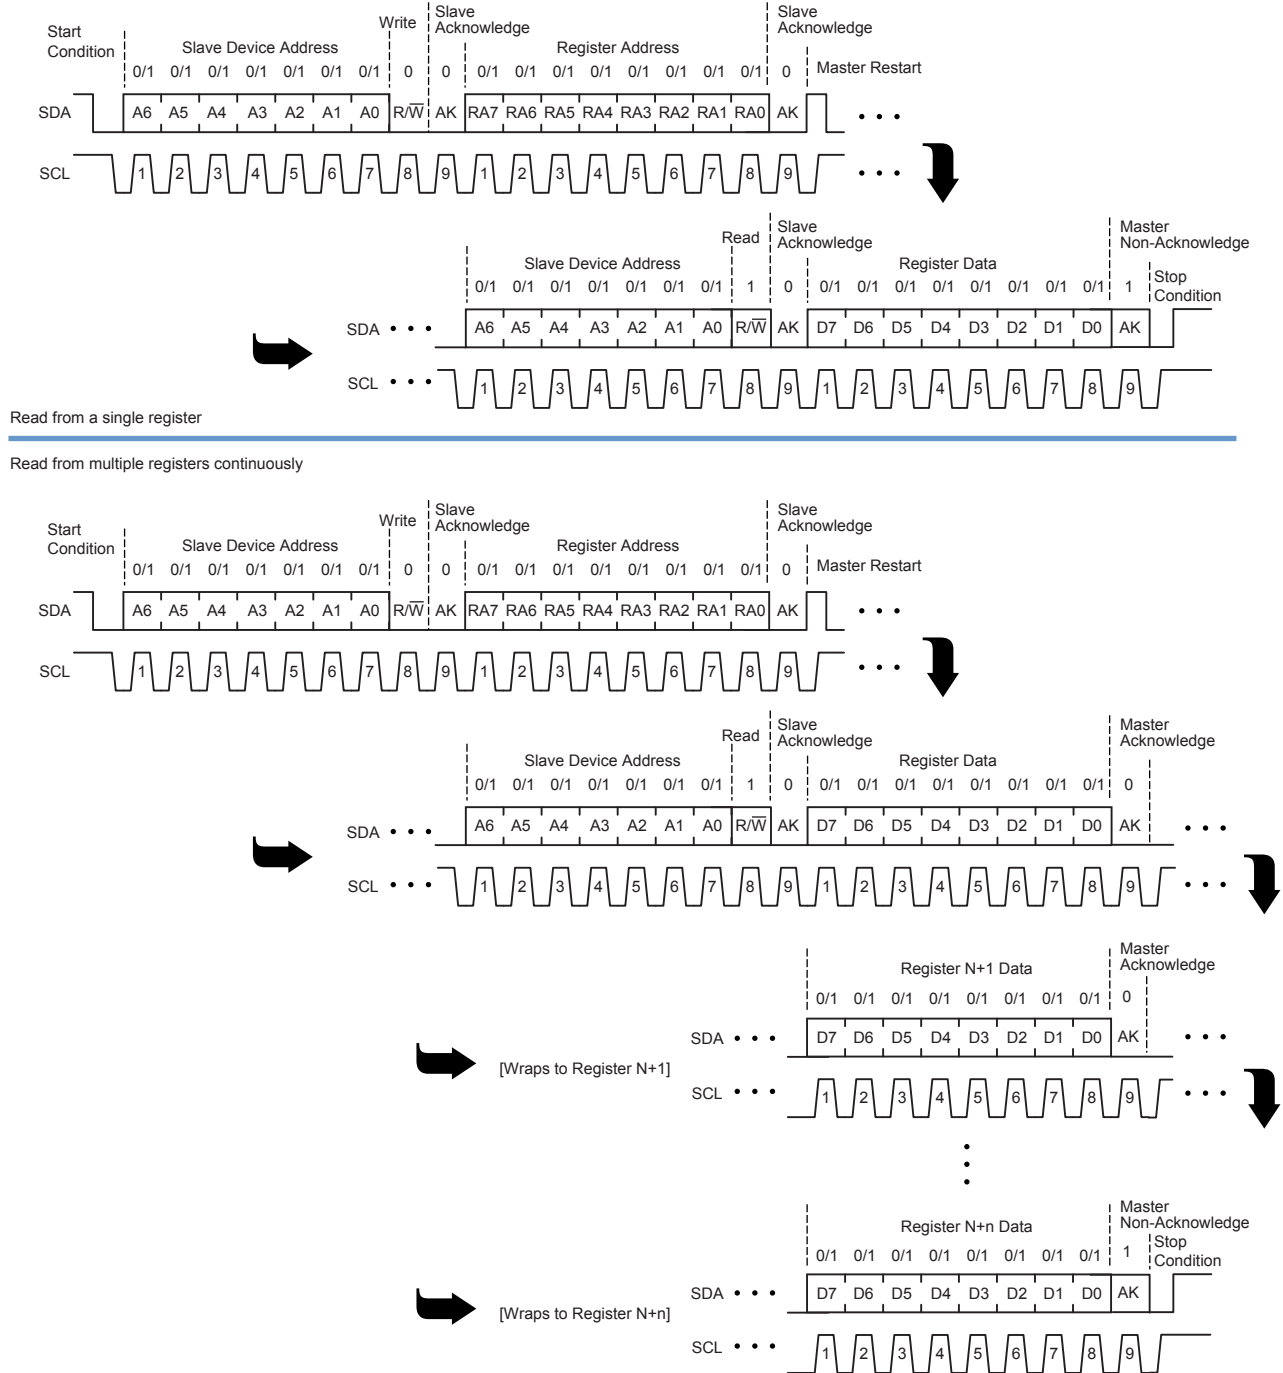 Start Condition
Slave Device Address
Write
Slave Acknowledge
Register Address
Slave Acknowledge
Master Restart
0/1 0/1 0/1 0/1 0/1 0/1 0/1 0 0 0/1 0/1 0/1 0/1 0/1 0/1 0/1 0/1 0
SDA A6 A5 A4 A3 A2 A1 A0 R/W̅ AK RA7 RA6 RA5 RA4 RA3 RA2 RA1 RA0 AK • • •
SCL 1 2 3 4 5 6 7 8 9 1 2 3 4 5 6 7 8 9 • • •
Slave Device Address
Read
Slave Acknowledge
Register Data
Master Non-Acknowledge
Stop Condition
0/1 0/1 0/1 0/1 0/1 0/1 0/1 1 0 0/1 0/1 0/1 0/1 0/1 0/1 0/1 0/1 1
SDA • • • A6 A5 A4 A3 A2 A1 A0 R/W̅ AK D7 D6 D5 D4 D3 D2 D1 D0 AK
SCL • • • 1 2 3 4 5 6 7 8 9 1 2 3 4 5 6 7 8 9
Read from a single register
Read from multiple registers continuously
Start Condition
Slave Device Address
Write
Slave Acknowledge
Register Address
Slave Acknowledge
Master Restart
0/1 0/1 0/1 0/1 0/1 0/1 0/1 0 0 0/1 0/1 0/1 0/1 0/1 0/1 0/1 0/1 0
SDA A6 A5 A4 A3 A2 A1 A0 R/W̅ AK RA7 RA6 RA5 RA4 RA3 RA2 RA1 RA0 AK • • •
SCL 1 2 3 4 5 6 7 8 9 1 2 3 4 5 6 7 8 9 • • •
Slave Device Address
Read
Slave Acknowledge
Register Data
Master Acknowledge
0/1 0/1 0/1 0/1 0/1 0/1 0/1 1 0 0/1 0/1 0/1 0/1 0/1 0/1 0/1 0/1 0
SDA • • • A6 A5 A4 A3 A2 A1 A0 R/W̅ AK D7 D6 D5 D4 D3 D2 D1 D0 AK • • •
SCL • • • 1 2 3 4 5 6 7 8 9 1 2 3 4 5 6 7 8 9 • • •
Register N+1 Data
Master Acknowledge
0/1 0/1 0/1 0/1 0/1 0/1 0/1 0/1 0
SDA • • • D7 D6 D5 D4 D3 D2 D1 D0 AK • • •
[Wraps to Register N+1]
SCL • • • 1 2 3 4 5 6 7 8 9 • • •
Register N+n Data
Master Non-Acknowledge
Stop Condition
0/1 0/1 0/1 0/1 0/1 0/1 0/1 0/1 1
SDA • • • D7 D6 D5 D4 D3 D2 D1 D0 AK
[Wraps to Register N+n]
SCL • • • 1 2 3 4 5 6 7 8 9